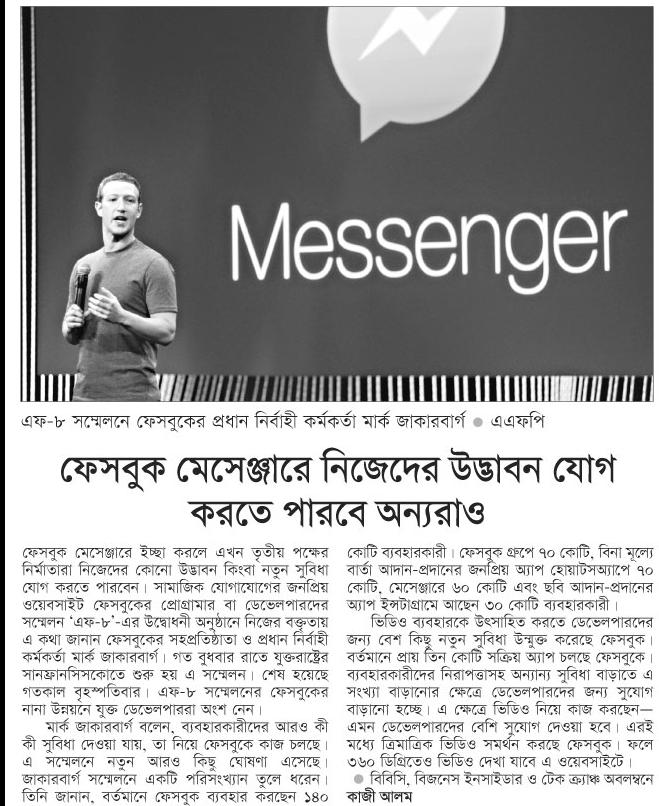 Messenger
এফ-৮ সম্মেলনে ফেসবুকের প্রধান নির্বাহী কর্মকর্তা মার্ক জাকারবার্গ ● এএফপি
ফেসবুক মেসেঞ্জারে নিজেদের উদ্ভাবন যোগ
করতে পারবে অন্যরাও
ফেসবুক মেসেঞ্জারে ইচ্ছা করলে এখন তৃতীয় পক্ষের
নির্মাতারা নিজেদের কোনো উদ্ভাবন কিংবা নতুন সুবিধা
যোগ করতে পারবেন। সামাজিক যোগাযোগের জনপ্রিয়
ওয়েবসাইট ফেসবুকের প্রোগ্রামার বা ডেভেলপারদের
সম্মেলন ‘এফ-৮’-এর উদ্বোধনী অনুষ্ঠানে নিজের বক্তৃতায়
এ কথা জানান ফেসবুকের সহপ্রতিষ্ঠাতা ও প্রধান নির্বাহী
কর্মকর্তা মার্ক জাকারবার্গ। গত বুধবার রাতে যুক্তরাষ্ট্রের
সানফ্রানসিসকোতে শুরু হয় এ সম্মেলন। শেষ হয়েছে
গতকাল বৃহস্পতিবার। এফ-৮ সম্মেলনের ফেসবুকের
নানা উন্নয়নে যুক্ত ডেভেলপাররা অংশ নেন।
মার্ক জাকারবার্গ বলেন, ব্যবহারকারীদের আরও কী
কী সুবিধা দেওয়া যায়, তা নিয়ে ফেসবুকে কাজ চলছে।
এ সম্মেলনে নতুন আরও কিছু ঘোষণা এসেছে।
জাকারবার্গ সম্মেলনে একটি পরিসংখ্যান তুলে ধরেন।
তিনি জানান, বর্তমানে ফেসবুক ব্যবহার করছেন ১৪০
কোটি ব্যবহারকারী। ফেসবুক গ্রুপে ৭০ কোটি, বিনা মূল্যে
বার্তা আদান-প্রদানের জনপ্রিয় অ্যাপ হোয়াটসঅ্যাপে ৭০
কোটি, মেসেঞ্জারে ৬০ কোটি এবং ছবি আদান-প্রদানের
অ্যাপ ইন্সটাগ্রামে আছেন ৩০ কোটি ব্যবহারকারী।
ভিডিও ব্যবহারকে উৎসাহিত করতে ডেভেলপারদের
জন্য বেশ কিছু নতুন সুবিধা উন্মুক্ত করেছে ফেসবুক।
বর্তমানে প্রায় তিন কোটি সক্রিয় অ্যাপ চলছে ফেসবুকে।
ব্যবহারকারীদের নিরাপত্তাসহ অন্যান্য সুবিধা বাড়াতে এ
সংখ্যা বাড়ানোর ক্ষেত্রে ডেভেলপারদের জন্য সুযোগ
বাড়ানো হচ্ছে। এ ক্ষেত্রে ভিডিও নিয়ে কাজ করছেন—
এমন ডেভেলপারদের বেশি সুযোগ দেওয়া হবে। এরই
মধ্যে ত্রিমাত্রিক ভিডিও সমর্থন করছে ফেসবুক। ফলে
৩৬০ ডিগ্রিতেও ভিডিও দেখা যাবে এ ওয়েবসাইটে।
● বিবিসি, বিজনেস ইনসাইডার ও টেক ক্র্যাঞ্চ অবলম্বনে
কাজী আলম